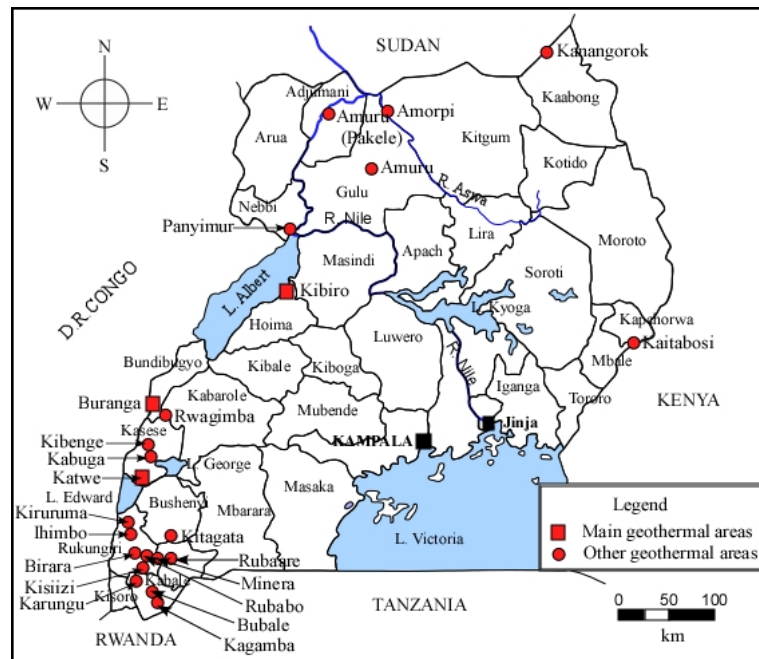 SUDAN
N
W
E
S
Kanangorok
Kaabong
Adjumani
Amuru
(Pakele)
Amorpi
Arua
Kitgum
Kotido
Amuru
R. Aswa
Gulu
Nebbi
R. Nile
Panyimur
Apach
Lira
Moroto
Masindi
Soroti
L. Albert
Kibiro
D.R.CONGO
L. Kyoga
Kapchorwa
Hoima
Luwero
Kaitabosi
R. Nile
Mbale
Bundibugyo
Kibale
Kiboga
Iganga
Tororo
Kabarole
KENYA
Buranga
Rwagimba
Mubende
Kasese
Jinja
Kibenge
KAMPALA
Kabuga
L. George
Katwe
L. Edward
Bushenyi
Masaka
Mbarara
Kiruruma
Ihimbo
Kitagata
L. Victoria
Rukungiri
Birara
Rubaare
Kisiizi
Kabale
Minera
Karungu
Kisoro
Rubabo
Bubale
Kagamba
RWANDA
TANZANIA
Legend
Main geothermal areas
Other geothermal areas
0 50 100
km